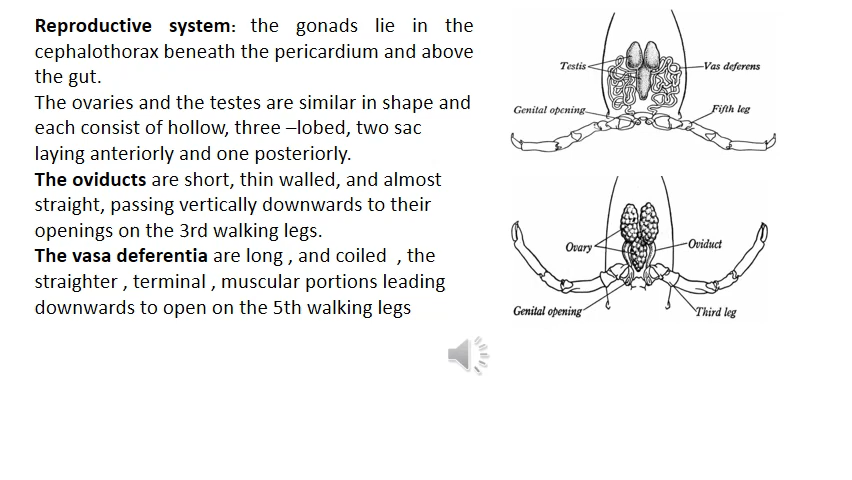 Reproductive system: the gonads lie in the
cephalothorax beneath the pericardium and above
the gut.
The ovaries and the testes are similar in shape and
each consist of hollow, three –lobed, two sac
laying anteriorly and one posteriorly.
The oviducts are short, thin walled, and almost
straight, passing vertically downwards to their
openings on the 3rd walking legs.
The vasa deferentia are long , and coiled , the
straighter , terminal , muscular portions leading
downwards to open on the 5th walking legs
Testis
Vas deferens
Genital opening
Fifth leg
Ovary
Oviduct
Genital opening
Third leg